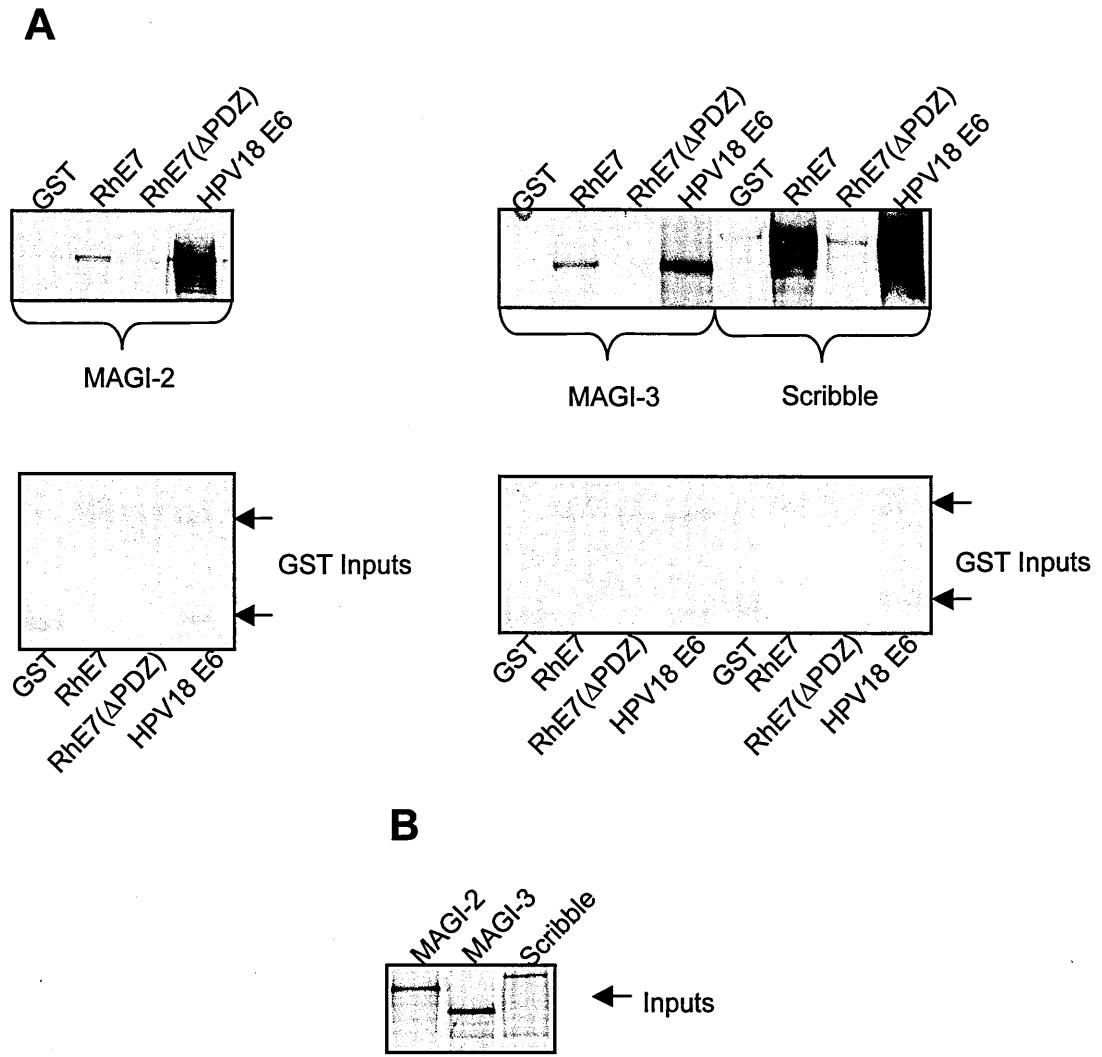 A
GST RhE7 RhE7(ΔPDZ) HPV18 E6
GST RhE7 RhE7(ΔPDZ) HPV18 E6 GST RhE7 RhE7(ΔPDZ) HPV18 E6
MAGI-2
MAGI-3 Scribble
GST Inputs
GST Inputs
GST RhE7 RhE7(ΔPDZ) HPV18 E6
GST RhE7 RhE7(ΔPDZ) HPV18 E6 GST RhE7 RhE7(ΔPDZ) HPV18 E6
B
MAGI-2 MAGI-3 Scribble
Inputs